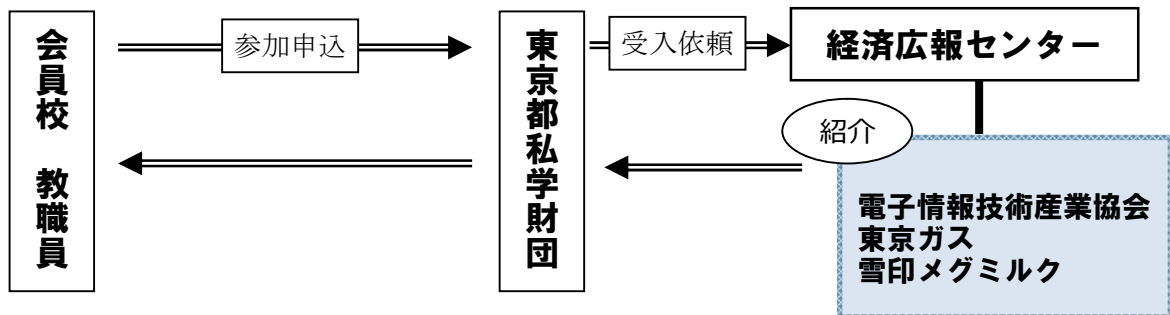 会員校 教職員
参加申込
東京都私学財団
受入依頼
経済広報センター
紹介
電子情報技術産業協会
東京ガス
雪印メグミルク